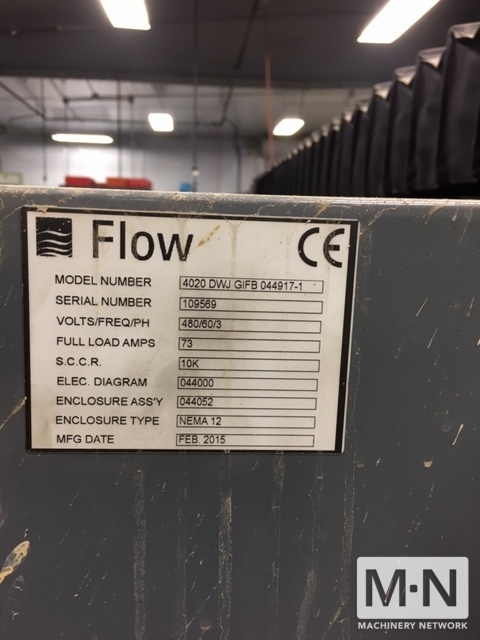 Flow CE
MODEL NUMBER 4020 DWJ GIFB 044917-1
SERIAL NUMBER 109569
VOLTS/FREQ/PH 480/60/3
FULL LOAD AMPS 73
S.C.C.R. 10K
ELEC. DIAGRAM 044000
ENCLOSURE ASS'Y 044052
ENCLOSURE TYPE NEMA 12
MFG DATE FEB. 2015
M·N
MACHINERY NETWORK